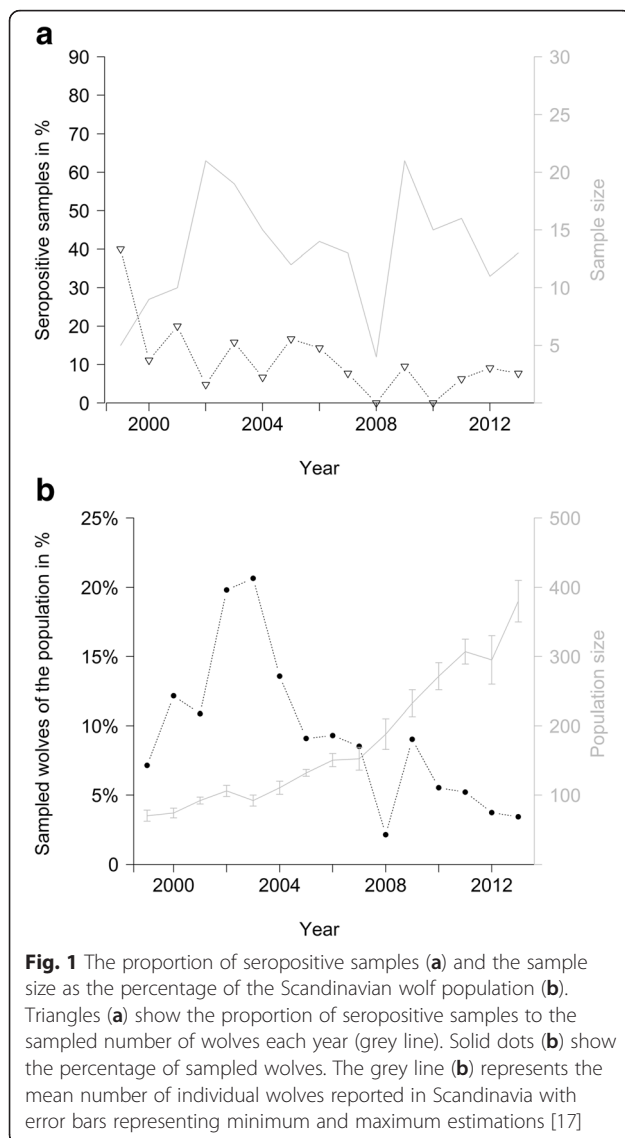 a
90
80
70
60
50
40
30
20
10
0
Seropositive samples in %
30
25
20
15
10
5
Sample size
2000 2004 2008 2012
Year
b
25%
20%
15%
10%
5%
0
Sampled wolves of the population in %
500
400
300
200
100
Population size
2000 2004 2008 2012
Year
Fig. 1 The proportion of seropositive samples (a) and the sample
size as the percentage of the Scandinavian wolf population (b).
Triangles (a) show the proportion of seropositive samples to the
sampled number of wolves each year (grey line). Solid dots (b) show
the percentage of sampled wolves. The grey line (b) represents the
mean number of individual wolves reported in Scandinavia with
error bars representing minimum and maximum estimations [17]